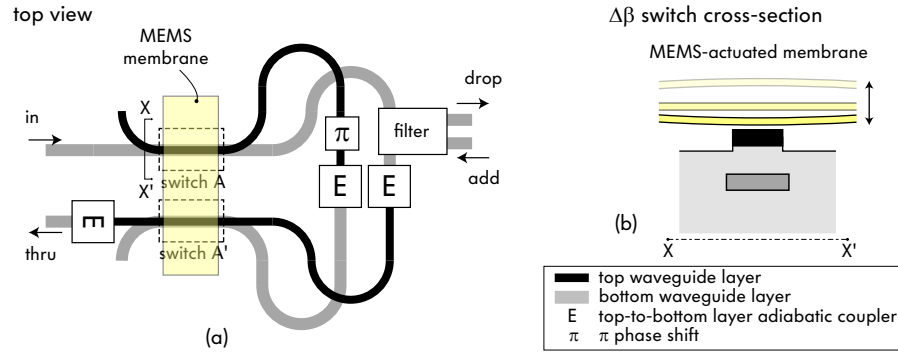 top view
MEMS
membrane
in
X
X'
switch A
switch A'
E
thru
π
E
E
filter
drop
add
(a)
Δβ switch cross-section
MEMS-actuated membrane
(b)
X
X'
top waveguide layer
bottom waveguide layer
E top-to-bottom layer adiabatic coupler
π π phase shift